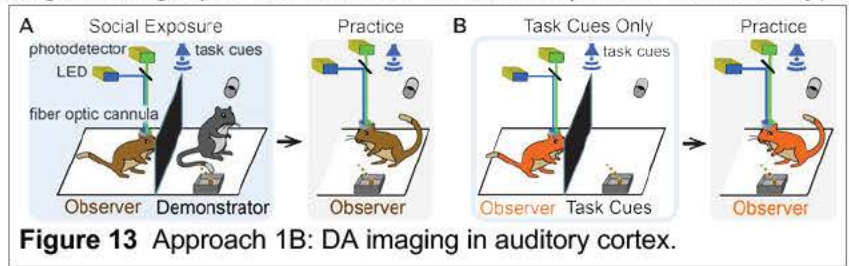 A Social Exposure Practice B Task Cues Only Practice
photodetector task cues task cues
LED
fiber optic cannula
Observer Demonstrator Observer Observer Task Cues Observer
Figure 13 Approach 1B: DA imaging in auditory cortex.